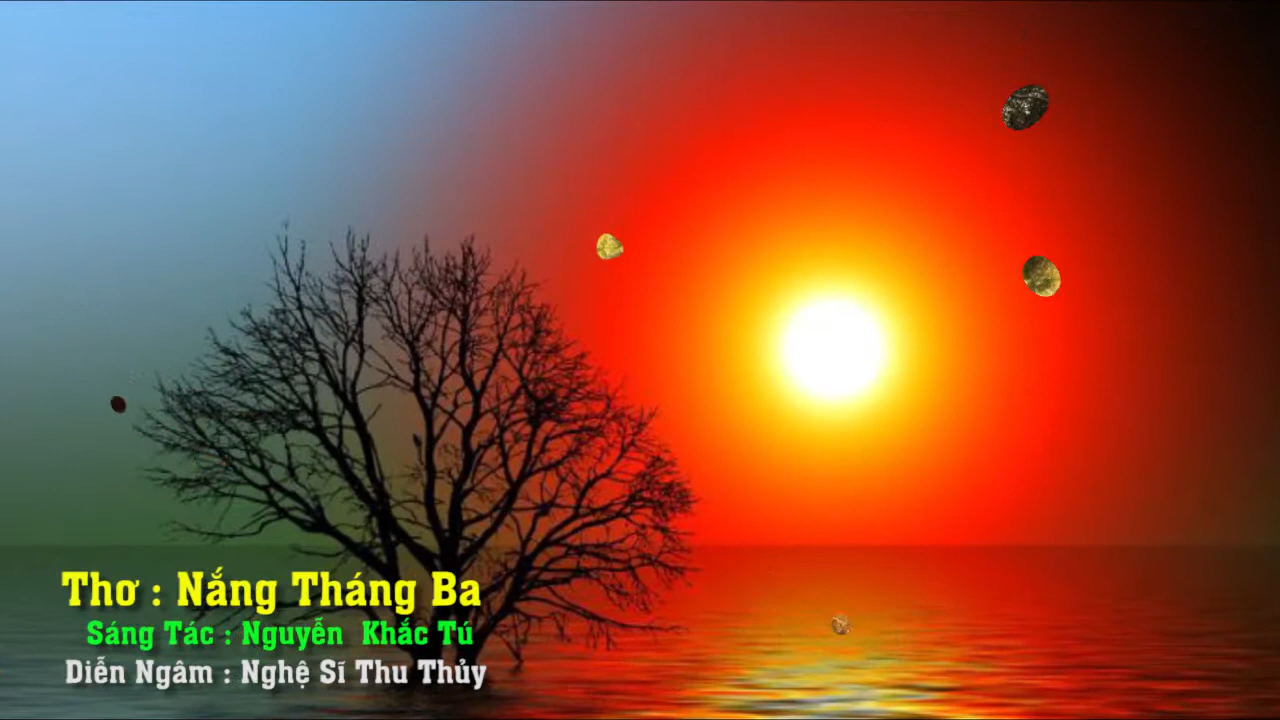 Thơ : Nắng Tháng Ba
Sáng Tác : Nguyễn Khắc Tú
Diễn Ngâm : Nghệ Sĩ Thu Thủy